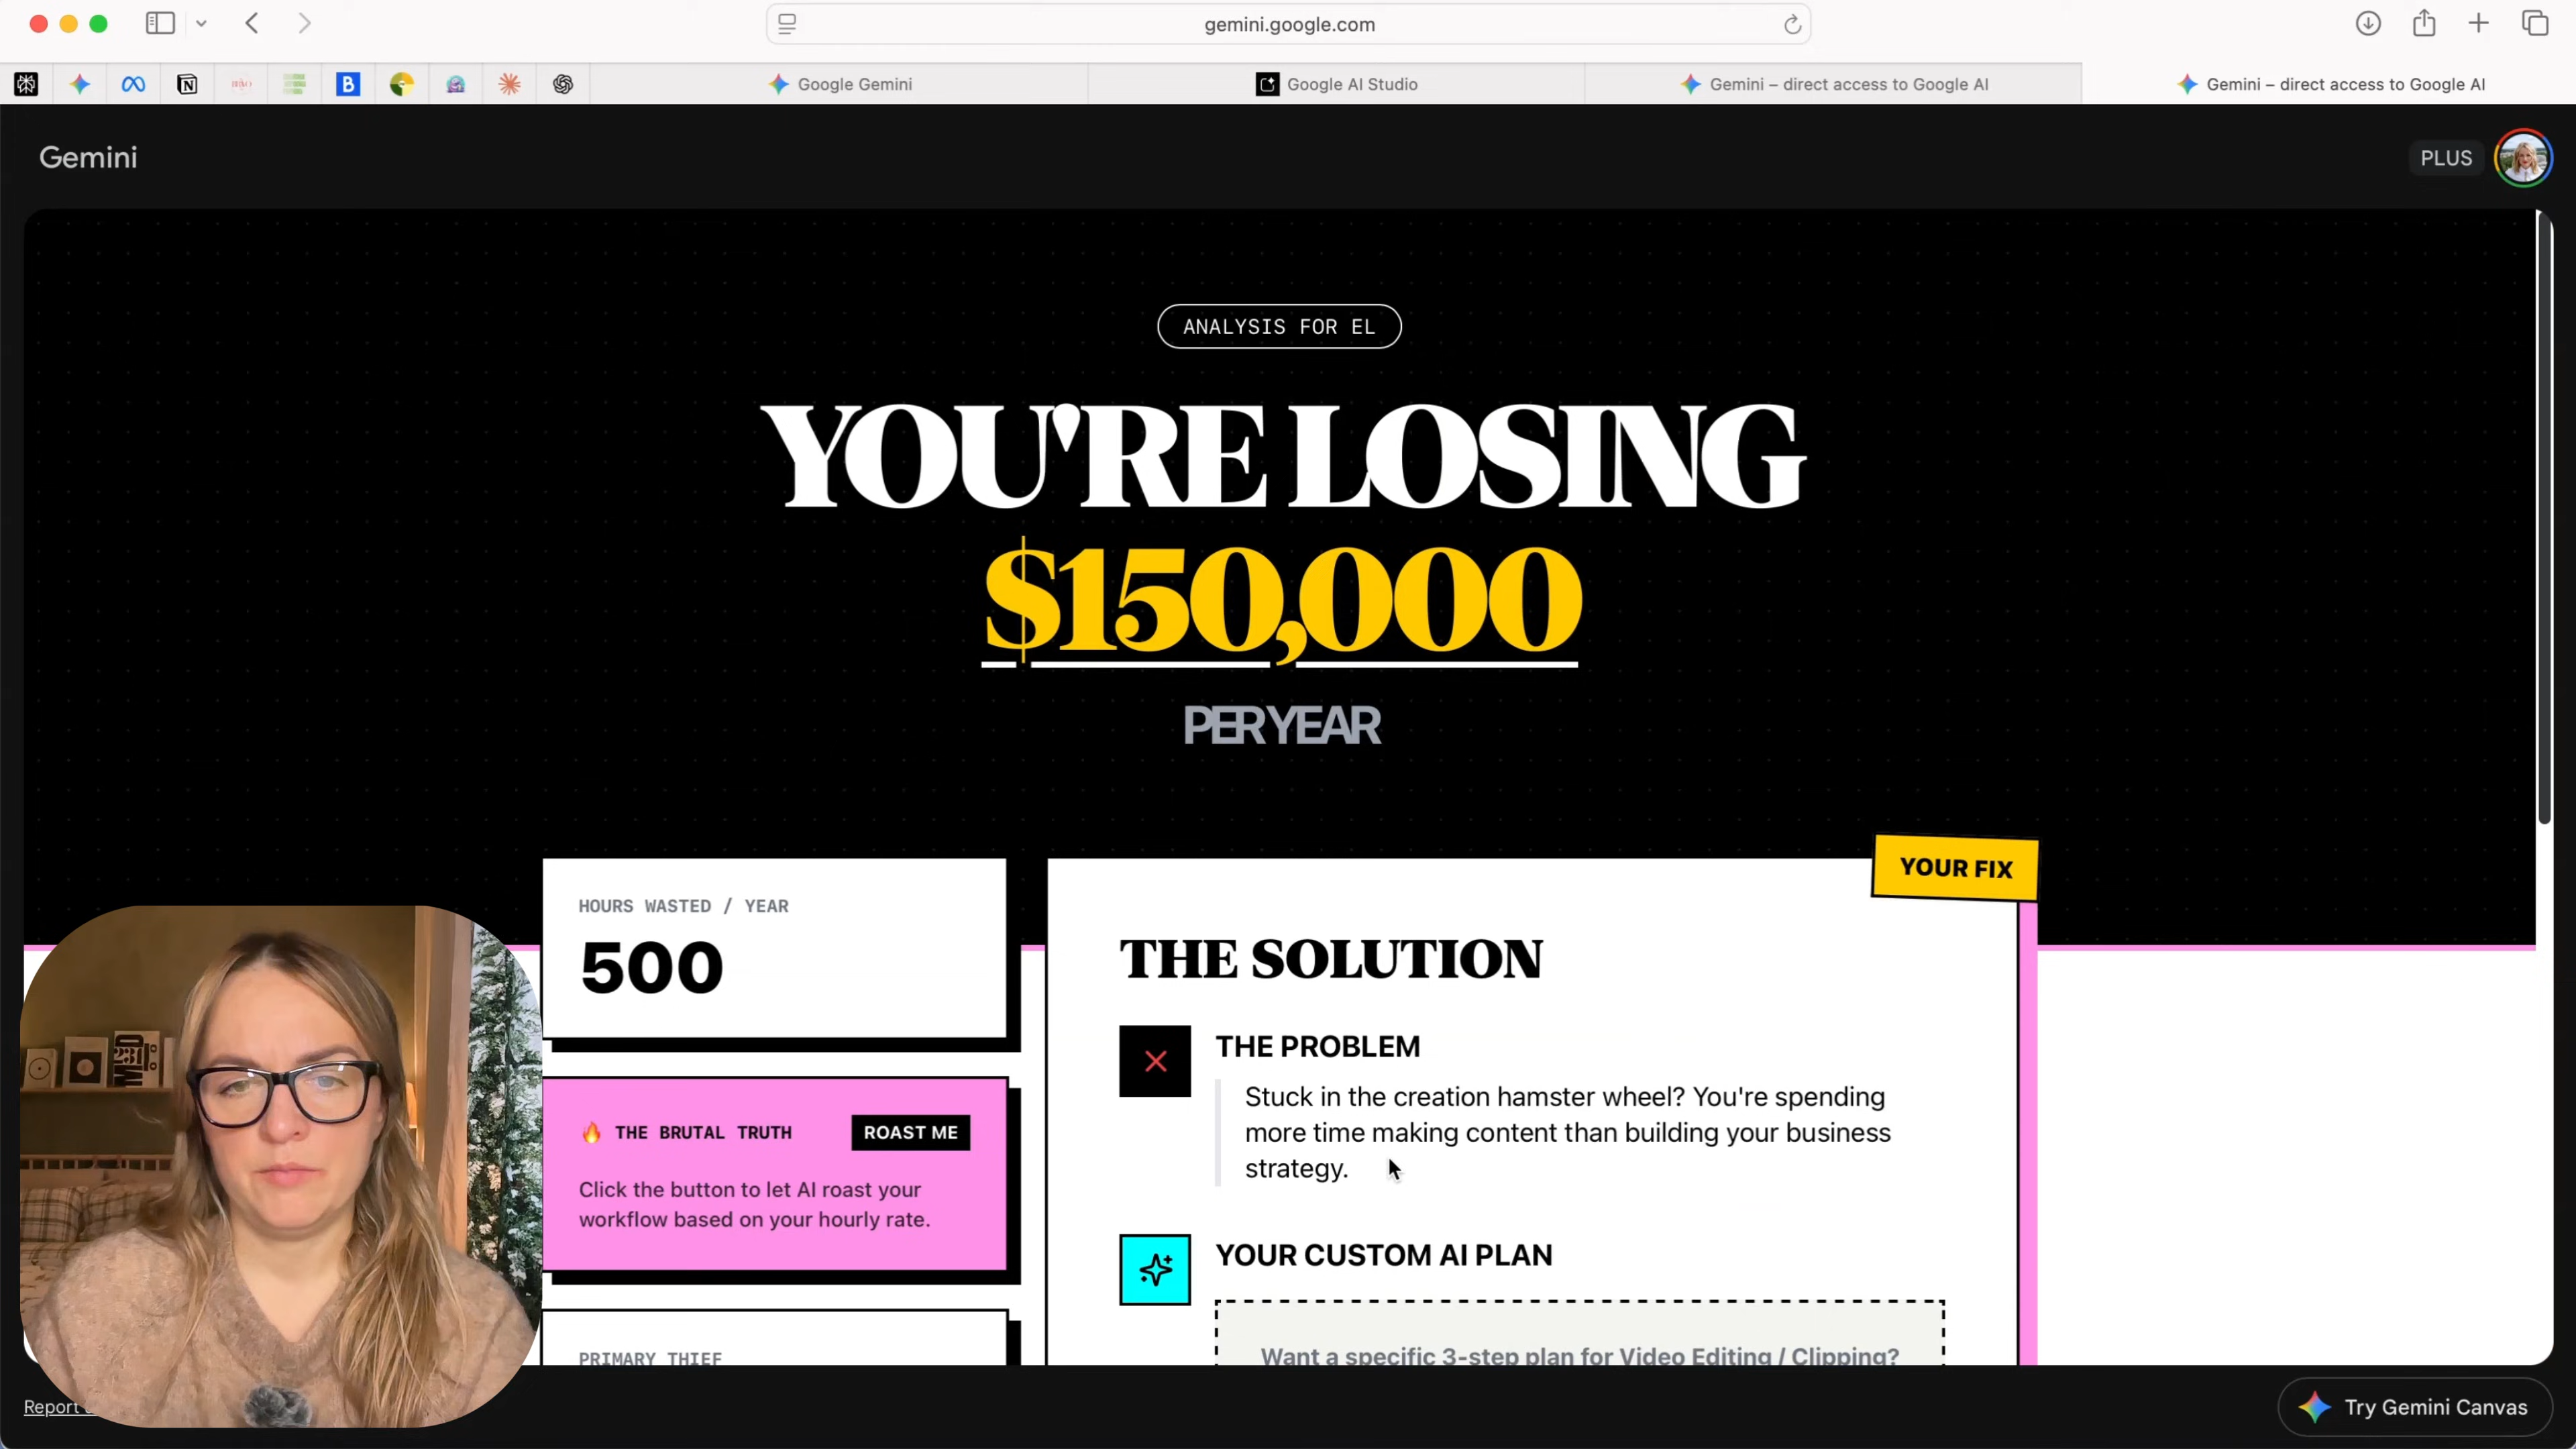 gemini.google.com
Google Gemini
Google AI Studio
Gemini – direct access to Google AI
Gemini – direct access to Google AI
Gemini
PLUS
ANALYSIS FOR EL
YOU'RE LOSING
$150,000
PER YEAR
YOUR FIX
HOURS WASTED / YEAR
500
🔥 THE BRUTAL TRUTH
ROAST ME
Click the button to let AI roast your
workflow based on your hourly rate.
PRIMARY THIEF
THE SOLUTION
THE PROBLEM
Stuck in the creation hamster wheel? You're spending
more time making content than building your business
strategy.
YOUR CUSTOM AI PLAN
Want a specific 3-step plan for Video Editing / Clipping?
Report
Try Gemini Canvas